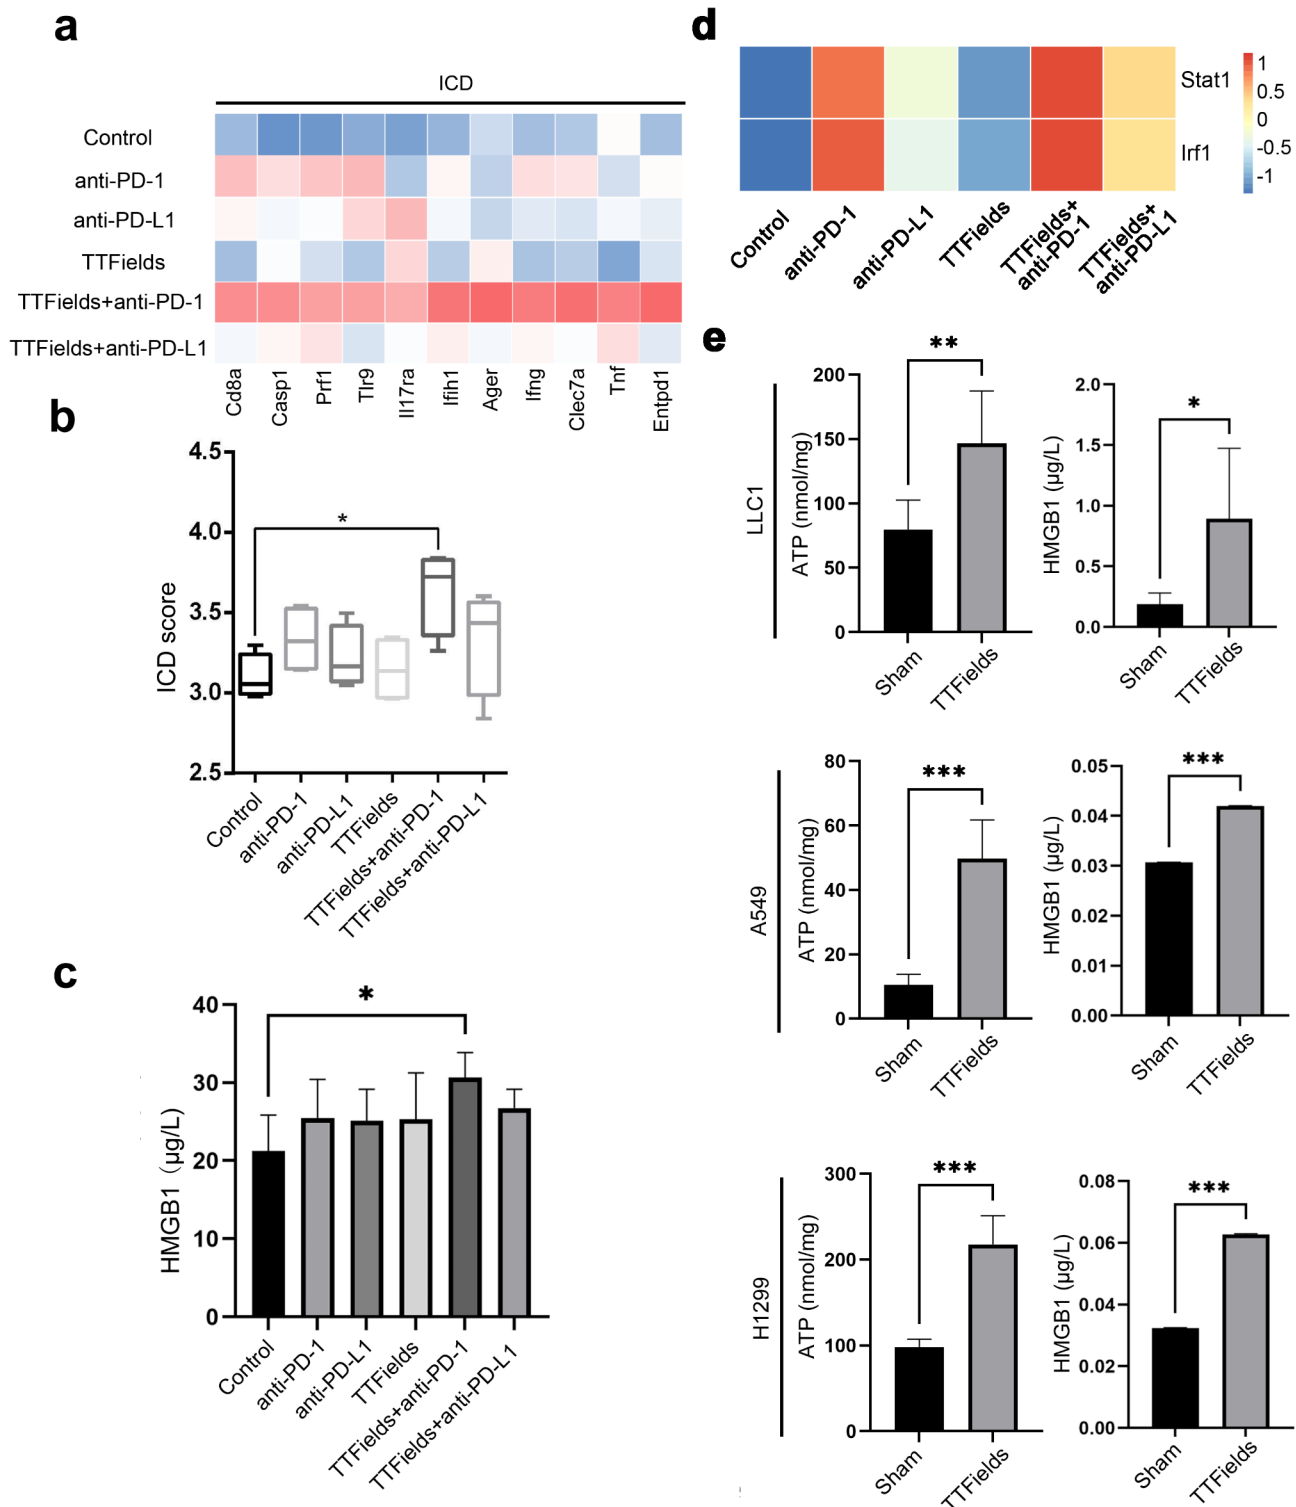 a
ICD
Control
anti-PD-1
anti-PD-L1
TTFields
TTFields+anti-PD-1
TTFields+anti-PD-L1
Cd8a
Casp1
Prf1
Tlr9
Il17ra
Ifih1
Ager
Ifng
Clec7a
Tnf
Entpd1
b
4.5
4.0
3.5
3.0
2.5
ICD score
*
Control
anti-PD-1
anti-PD-L1
TTFields
TTFields+anti-PD-1
TTFields+anti-PD-L1
c
40
30
20
10
0
HMGB1 (μg/L)
*
Control
anti-PD-1
anti-PD-L1
TTFields
TTFields+anti-PD-1
TTFields+anti-PD-L1
d
Stat1
Irf1
1
0.5
0
-0.5
-1
Control
anti-PD-1
anti-PD-L1
TTFields
TTFields+
anti-PD-1
TTFields+
anti-PD-L1
e
LLC1
200
150
100
50
0
ATP (nmol/mg)
**
Sham
TTFields
2.0
1.5
1.0
0.5
0.0
HMGB1 (μg/L)
*
Sham
TTFields
A549
80
60
40
20
0
ATP (nmol/mg)
***
Sham
TTFields
0.05
0.04
0.03
0.02
0.01
0.00
HMGB1 (μg/L)
***
Sham
TTFields
H1299
300
200
100
0
ATP (nmol/mg)
***
Sham
TTFields
0.08
0.06
0.04
0.02
0.00
HMGB1 (μg/L)
***
Sham
TTFields